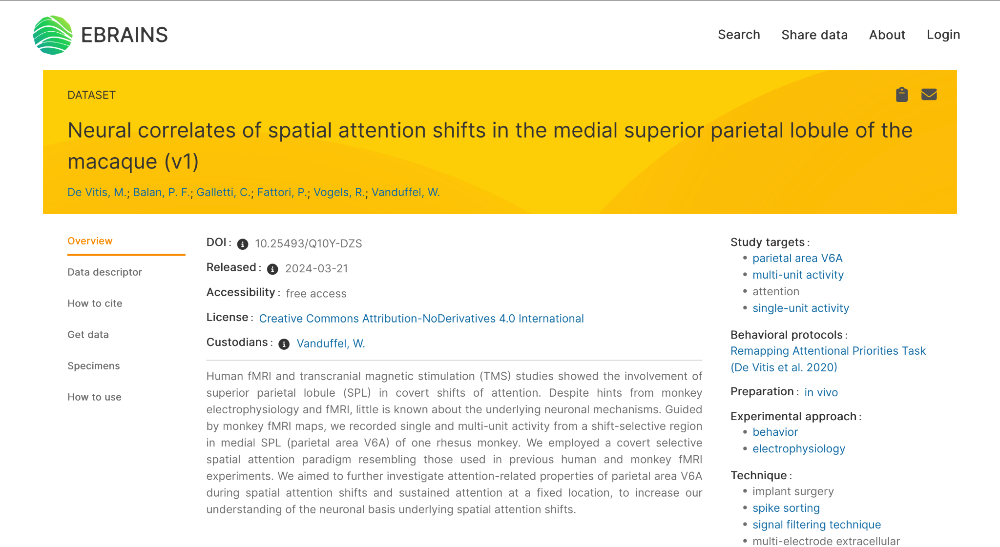 EBRAINS
Search
Share data
About
Login
DATASET
Neural correlates of spatial attention shifts in the medial superior parietal lobule of the
macaque (v1)
De Vitis, M.; Balan, P. F.; Galletti, C.; Fattori, P.; Vogels, R.; Vanduffel, W.
Overview
Data descriptor
How to cite
Get data
Specimens
How to use
DOI : 10.25493/Q10Y-DZS
Released : 2024-03-21
Accessibility : free access
License : Creative Commons Attribution-NoDerivatives 4.0 International
Custodians : Vanduffel, W.
Human fMRI and transcranial magnetic stimulation (TMS) studies showed the involvement of
superior parietal lobule (SPL) in covert shifts of attention. Despite hints from monkey
electrophysiology and fMRI, little is known about the underlying neuronal mechanisms. Guided
by monkey fMRI maps, we recorded single and multi-unit activity from a shift-selective region
in medial SPL (parietal area V6A) of one rhesus monkey. We employed a covert selective
spatial attention paradigm resembling those used in previous human and monkey fMRI
experiments. We aimed to further investigate attention-related properties of parietal area V6A
during spatial attention shifts and sustained attention at a fixed location, to increase our
understanding of the neuronal basis underlying spatial attention shifts.
Study targets :
• parietal area V6A
• multi-unit activity
• attention
• single-unit activity
Behavioral protocols :
Remapping Attentional Priorities Task
(De Vitis et al. 2020)
Preparation : in vivo
Experimental approach :
• behavior
• electrophysiology
Technique :
• implant surgery
• spike sorting
• signal filtering technique
• multi-electrode extracellular